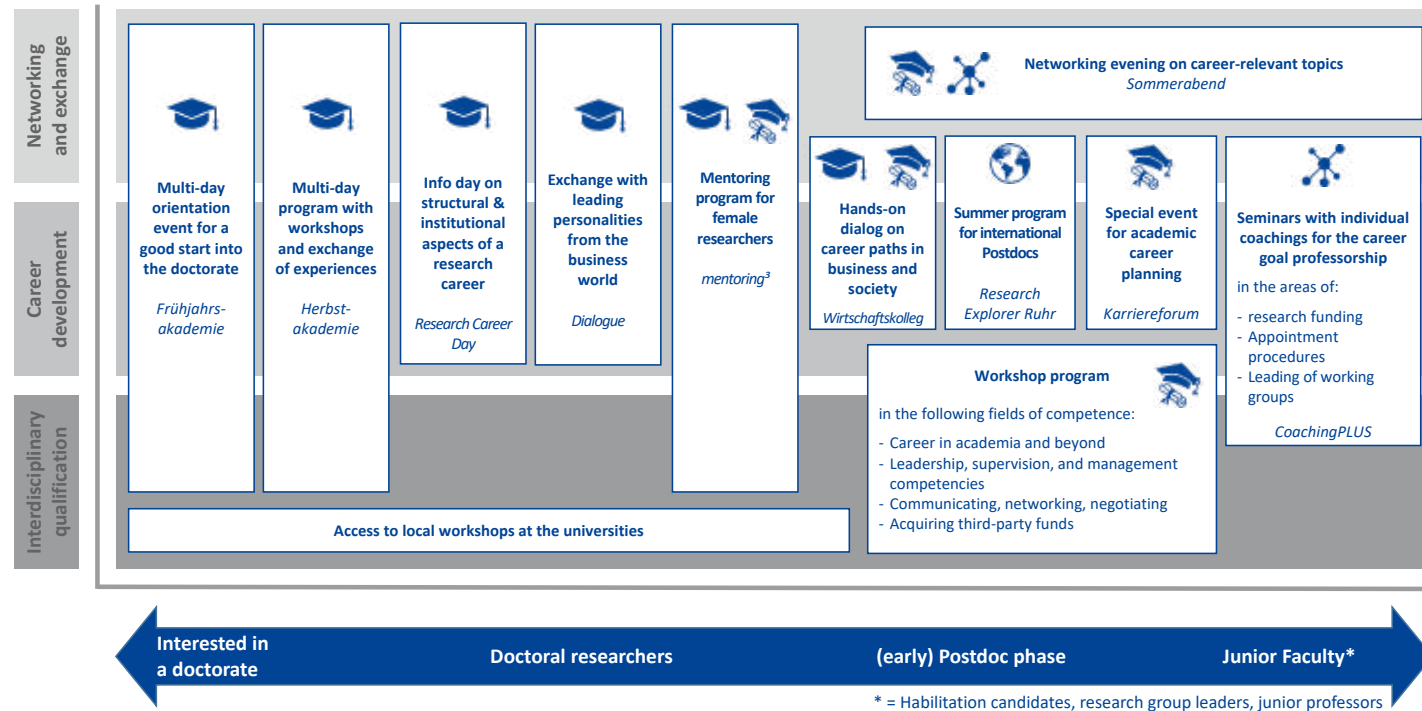 Networking
and exchange
Career
development
Interdisciplinary
qualification
Multi-day
orientation
event for a
good start into
the doctorate
Frühjahrs-
akademie
Multi-day
program with
workshops
and exchange
of experiences
Herbst-
akademie
Info day on
structural &
institutional
aspects of a
research
career
Research Career
Day
Exchange with
leading
personalities
from the
business
world
Dialogue
Mentoring
program for
female
researchers
mentoring³
Networking evening on career-relevant topics
Sommerabend
Hands-on
dialog on
career paths in
business and
society
Wirtschaftskolleg
Summer program
for international
Postdocs
Research
Explorer Ruhr
Special event
for academic
career
planning
Karriereforum
Seminars with individual
coachings for the career
goal professorship
in the areas of:
- research funding
- Appointment
procedures
- Leading of working
groups
CoachingPLUS
Workshop program
in the following fields of competence:
- Career in academia and beyond
- Leadership, supervision, and management
competencies
- Communicating, networking, negotiating
- Acquiring third-party funds
Access to local workshops at the universities
Interested in
a doctorate
Doctoral researchers
(early) Postdoc phase
Junior Faculty*
* = Habilitation candidates, research group leaders, junior professors